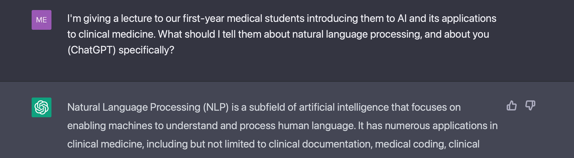 ME
I'm giving a lecture to our first-year medical students introducing them to AI and its applications
to clinical medicine. What should I tell them about natural language processing, and about you
(ChatGPT) specifically?
Natural Language Processing (NLP) is a subfield of artificial intelligence that focuses on
enabling machines to understand and process human language. It has numerous applications in
clinical medicine, including but not limited to clinical documentation, medical coding, clinical